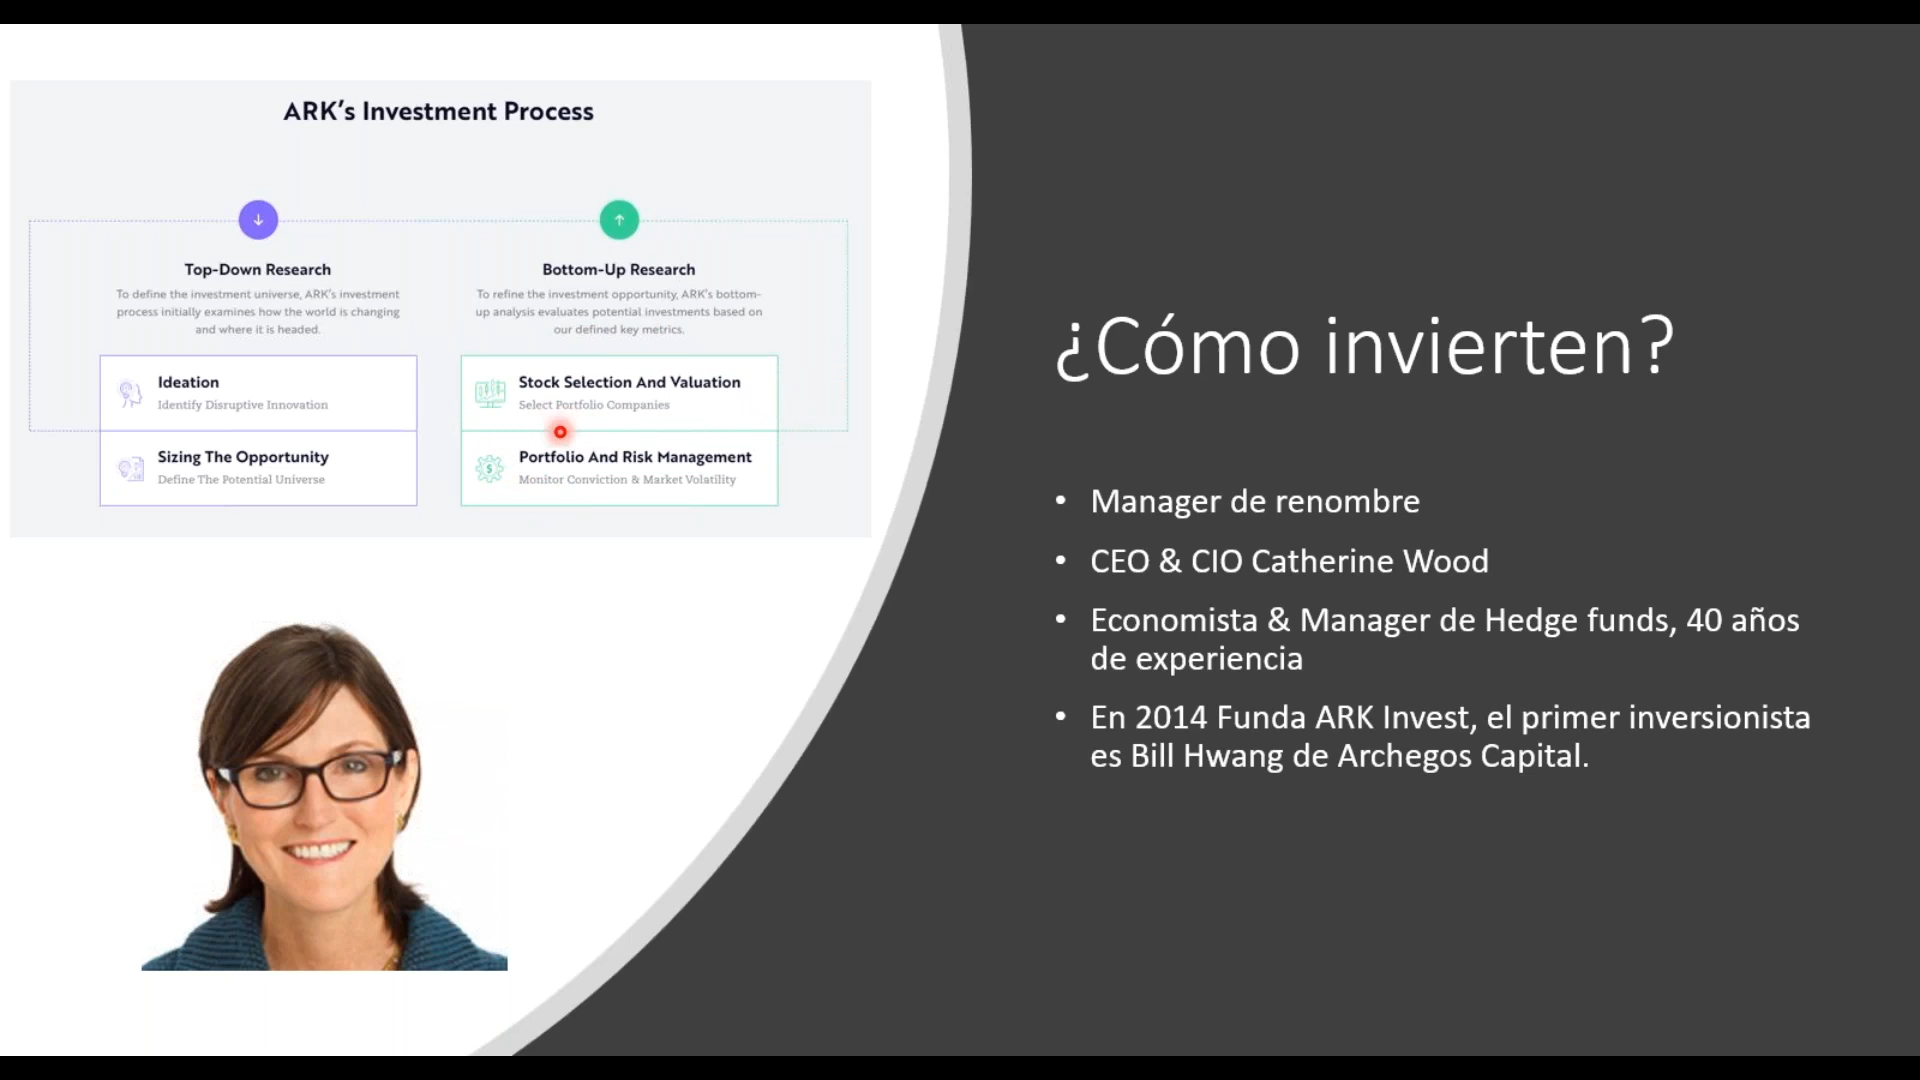 ARK's Investment Process
Top-Down Research
To define the investment universe, ARK's investment
process initially examines how the world is changing
and where it is headed.
Ideation
Identify Disruptive Innovation
Sizing The Opportunity
Define The Potential Universe
Bottom-Up Research
To refine the investment opportunity, ARK's bottom-
up analysis evaluates potential investments based on
our defined key metrics.
Stock Selection And Valuation
Select Portfolio Companies
$
Portfolio And Risk Management
Monitor Conviction & Market Volatility
¿Cómo invierten?
• Manager de renombre
• CEO & CIO Catherine Wood
• Economista & Manager de Hedge funds, 40 años
de experiencia
• En 2014 Funda ARK Invest, el primer inversionista
es Bill Hwang de Archegos Capital.